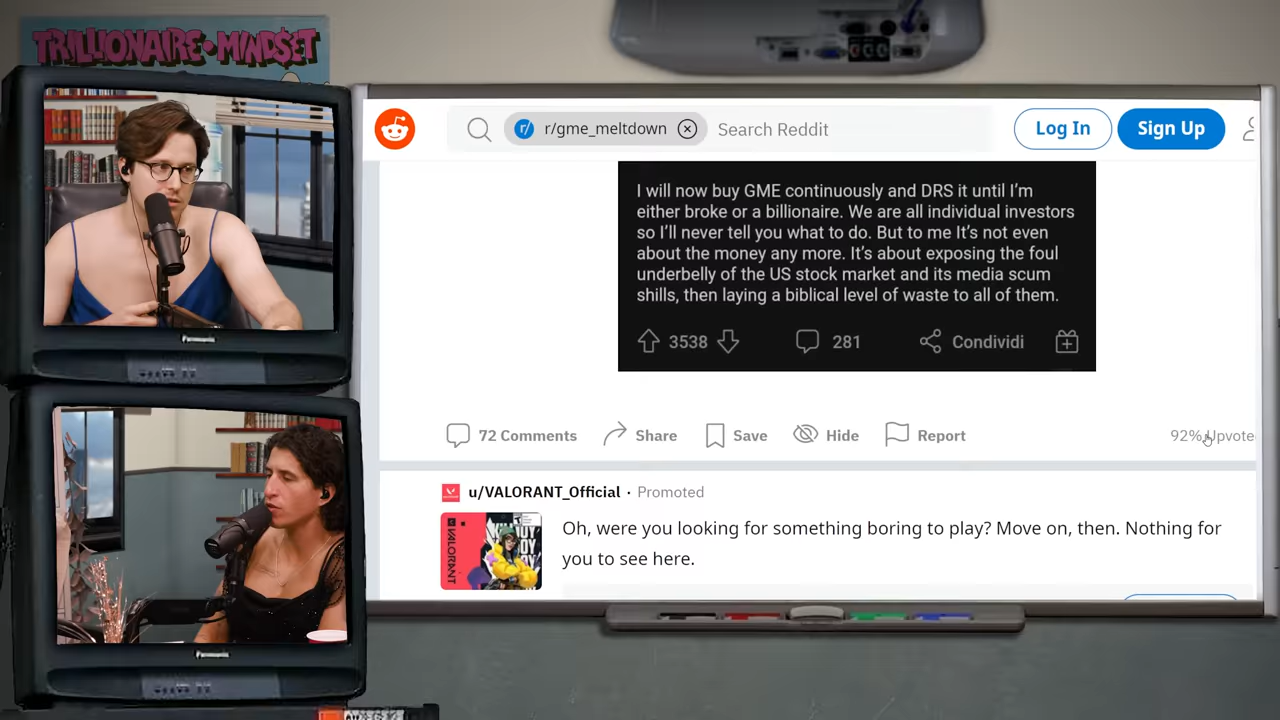 TRILLIONAIRE•MINDSET
r/ r/gme_meltdown
Search Reddit
Log In
Sign Up
I will now buy GME continuously and DRS it until I'm
either broke or a billionaire. We are all individual investors
so I'll never tell you what to do. But to me It's not even
about the money any more. It's about exposing the foul
underbelly of the US stock market and its media scum
shills, then laying a biblical level of waste to all of them.
3538
281
Condividi
72 Comments
Share
Save
Hide
Report
92% Upvote
u/VALORANT_Official · Promoted
VALORANT
Oh, were you looking for something boring to play? Move on, then. Nothing for
you to see here.
Panasonic
Panasonic